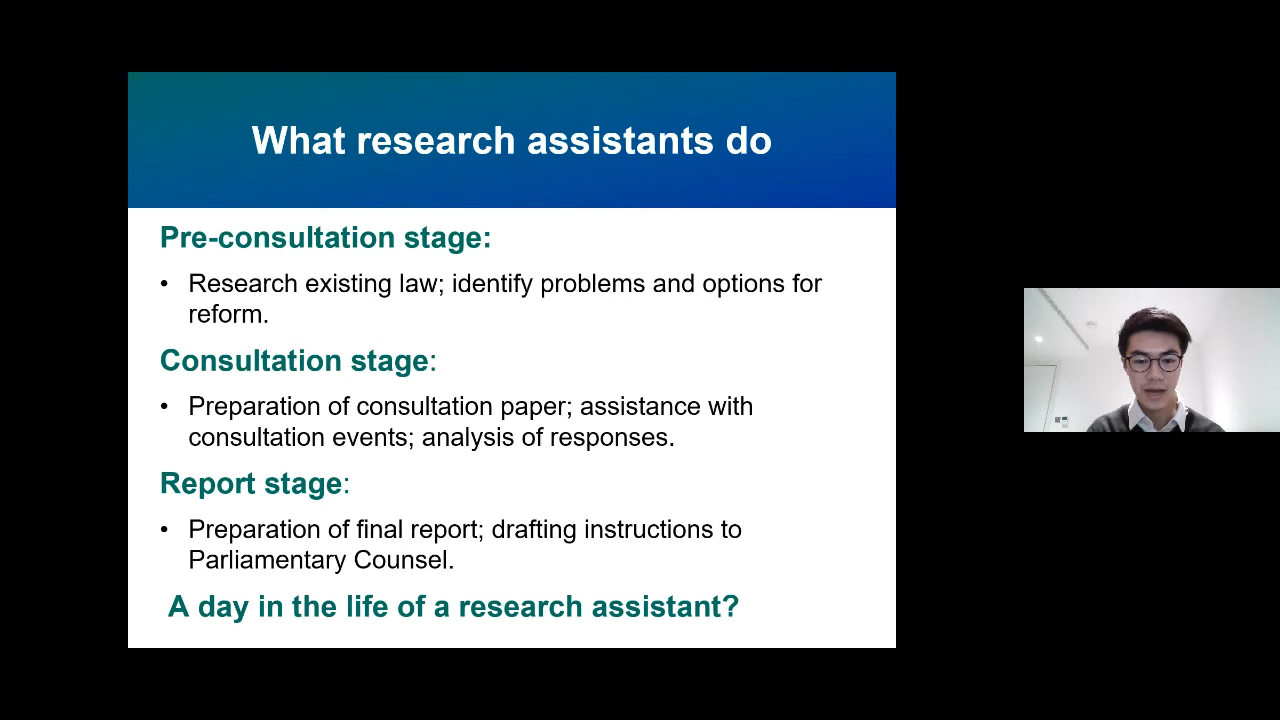 What research assistants do
Pre-consultation stage:
• Research existing law; identify problems and options for
reform.
Consultation stage:
• Preparation of consultation paper; assistance with
consultation events; analysis of responses.
Report stage:
• Preparation of final report; drafting instructions to
Parliamentary Counsel.
A day in the life of a research assistant?